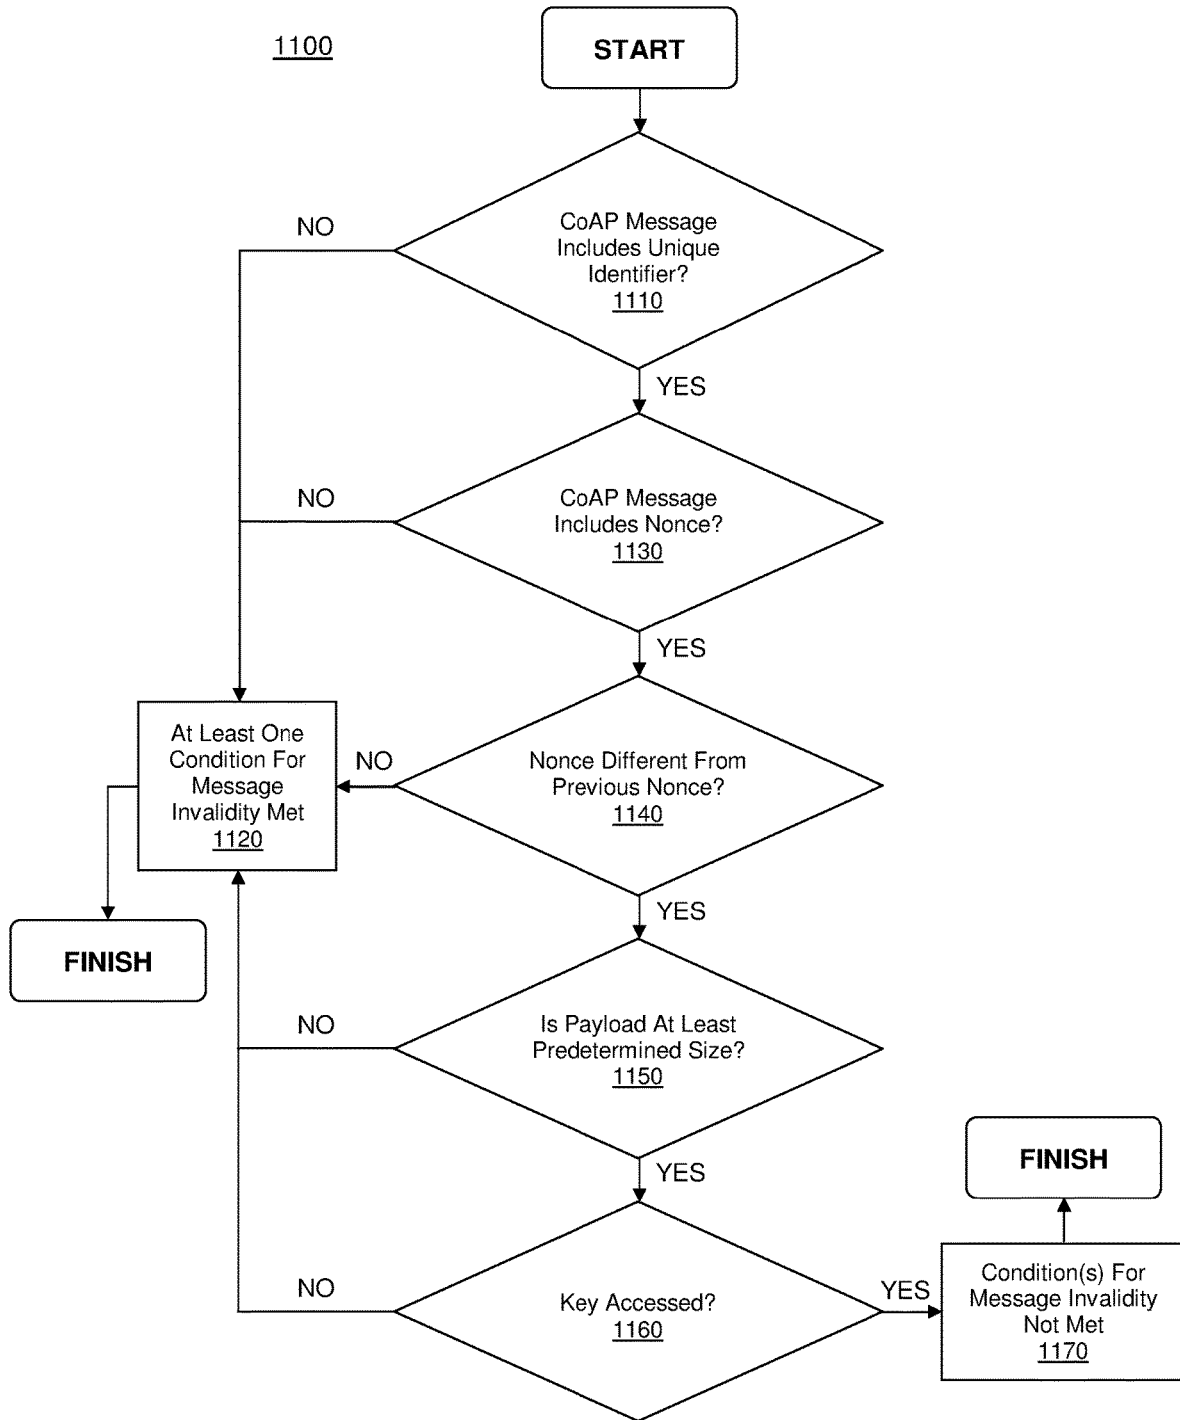 1100
START
CoAP Message
Includes Unique
Identifier?
1110
NO
YES
CoAP Message
Includes Nonce?
1130
NO
YES
At Least One
Condition For
Message
Invalidity Met
1120
NO
Nonce Different From
Previous Nonce?
1140
YES
FINISH
Is Payload At Least
Predetermined Size?
1150
NO
YES
FINISH
Key Accessed?
1160
NO
YES
Condition(s) For
Message Invalidity
Not Met
1170